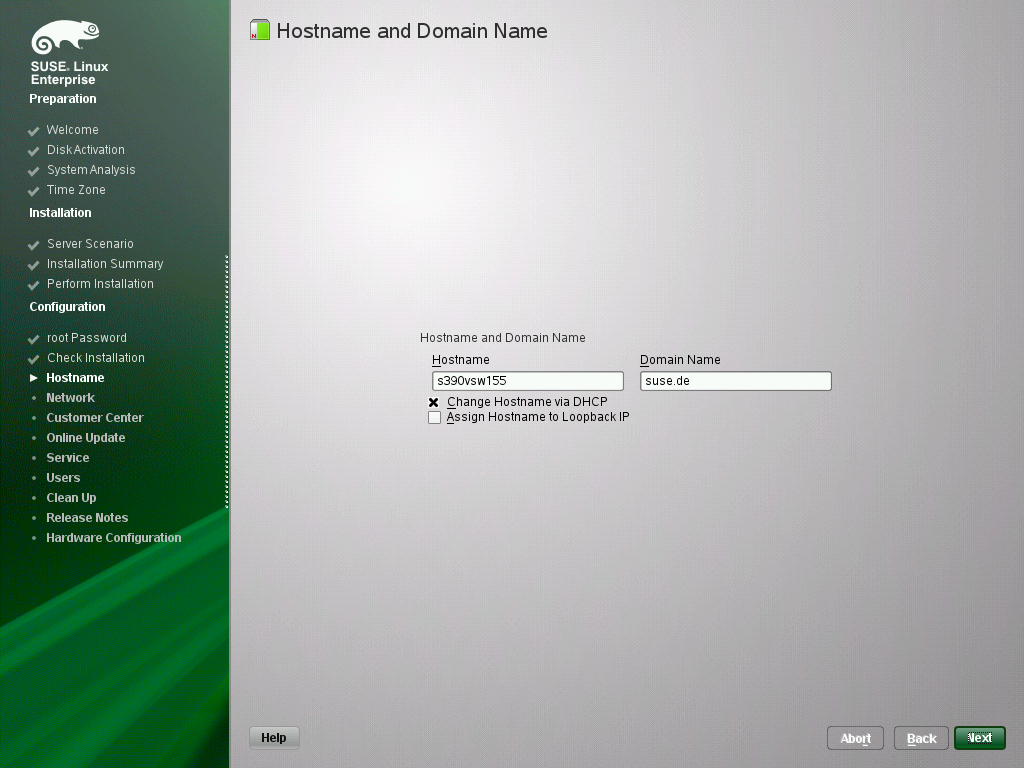 SUSE. Linux
Enterprise
Preparation
Welcome
Disk Activation
System Analysis
Time Zone
Installation
Server Scenario
Installation Summary
Perform Installation
Configuration
root Password
Check Installation
Hostname
Network
Customer Center
Online Update
Service
Users
Clean Up
Release Notes
Hardware Configuration
Hostname and Domain Name
Hostname and Domain Name
Hostname Domain Name
s390vsw155 suse.de
Change Hostname via DHCP
Assign Hostname to Loopback IP
Help Abort Back Next